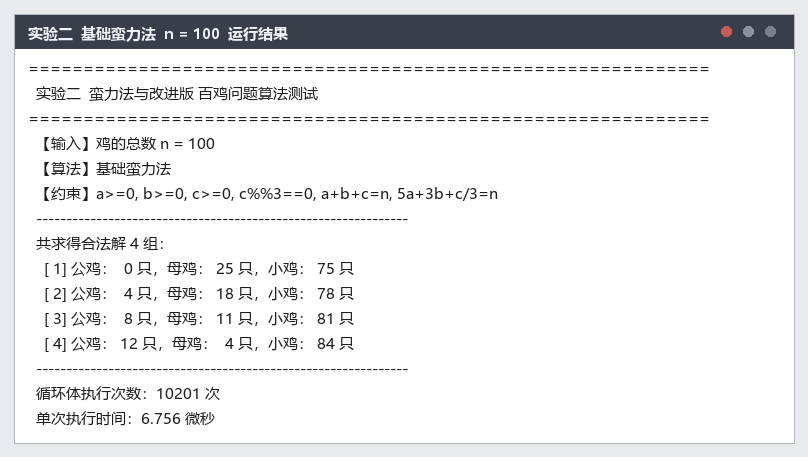 实验二 基础蛮力法 n = 100 运行结果
==============================================================
实验二 蛮力法与改进版 百鸡问题算法测试
==============================================================
【输入】鸡的总数 n = 100
【算法】基础蛮力法
【约束】a>=0, b>=0, c>=0, c%%3==0, a+b+c=n, 5a+3b+c/3=n
--------------------------------------------------------------
共求得合法解 4 组：
[ 1] 公鸡： 0 只，母鸡： 25 只，小鸡： 75 只
[ 2] 公鸡： 4 只，母鸡： 18 只，小鸡： 78 只
[ 3] 公鸡： 8 只，母鸡： 11 只，小鸡： 81 只
[ 4] 公鸡： 12 只，母鸡： 4 只，小鸡： 84 只
--------------------------------------------------------------
循环体执行次数：10201 次
单次执行时间：6.756 微秒